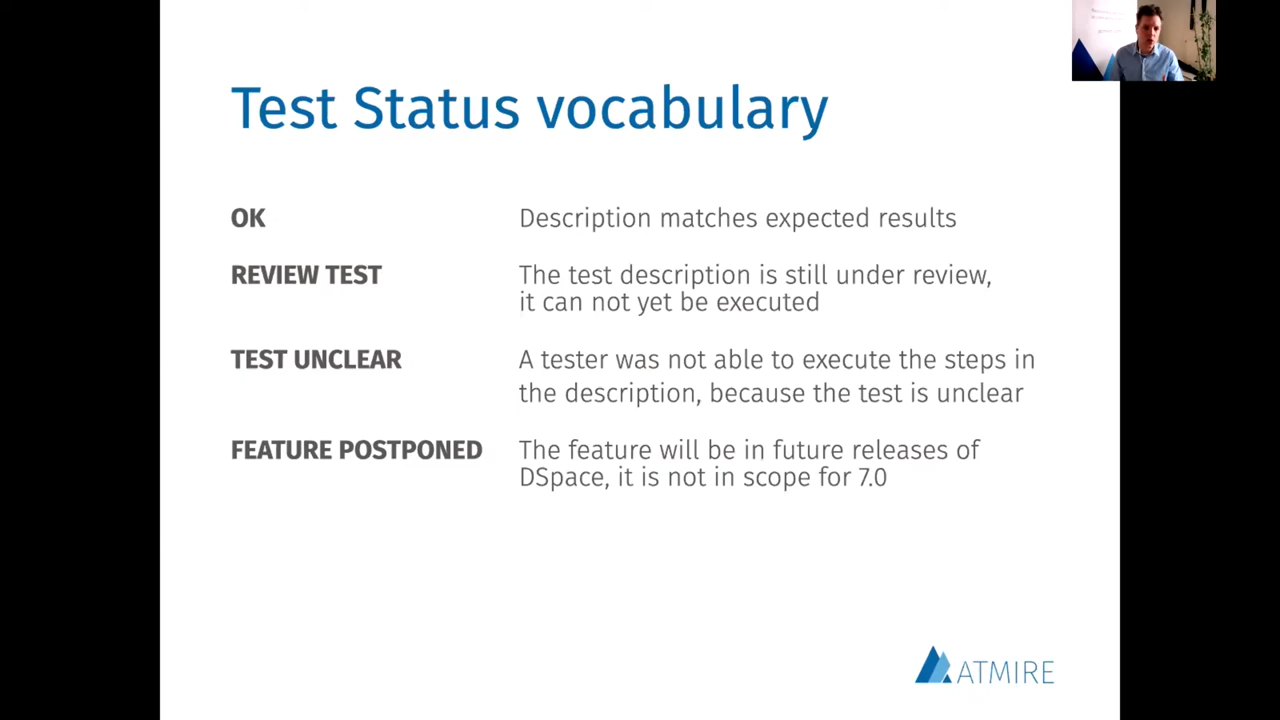 Test Status vocabulary
OK
Description matches expected results
REVIEW TEST
The test description is still under review,
it can not yet be executed
TEST UNCLEAR
A tester was not able to execute the steps in
the description, because the test is unclear
FEATURE POSTPONED
The feature will be in future releases of
DSpace, it is not in scope for 7.0
ATMIRE